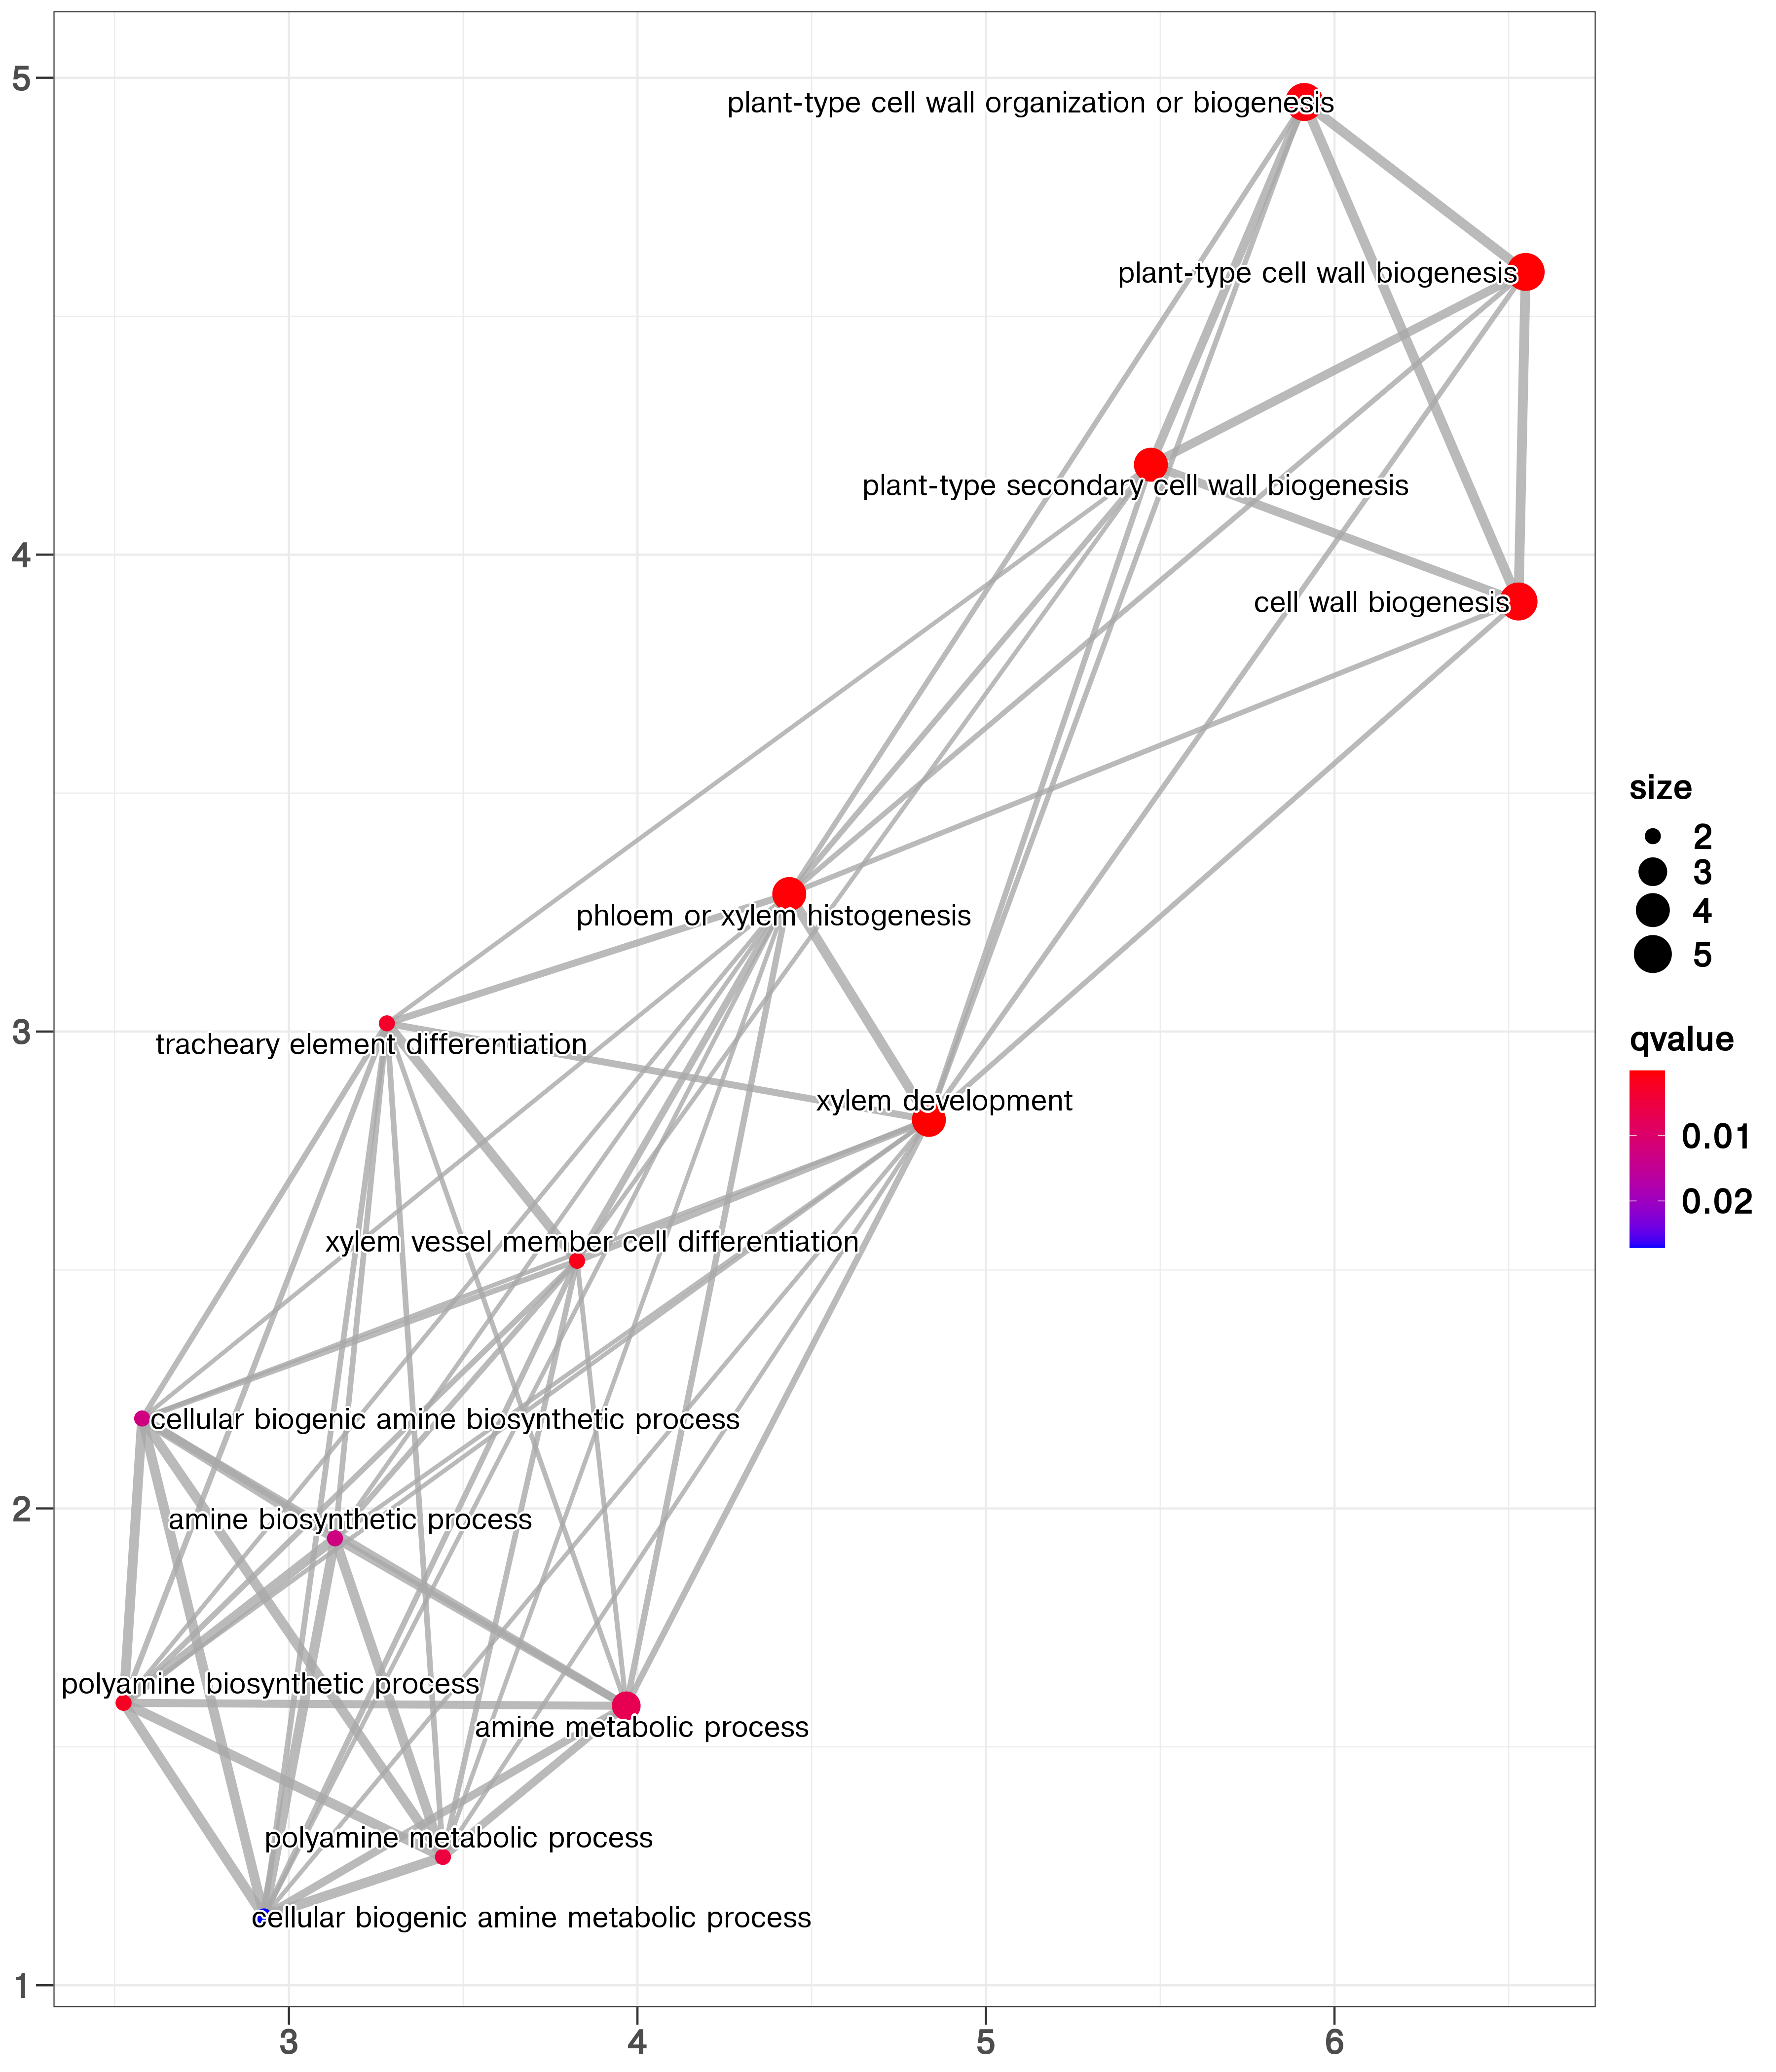 5
plant-type cell wall organization or biogenesis
plant-type cell wall biogenesis
plant-type secondary cell wall biogenesis
4
cell wall biogenesis
phloem or xylem histogenesis
3
tracheary element differentiation
xylem development
xylem vessel member cell differentiation
cellular biogenic amine biosynthetic process
2
amine biosynthetic process
polyamine biosynthetic process
amine metabolic process
polyamine metabolic process
cellular biogenic amine metabolic process
1
3 4 5 6
size
2
3
4
5
qvalue
0.01
0.02